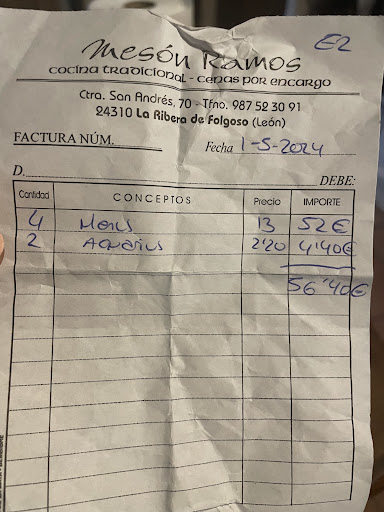 E2
Mesón Ramos
COCINA TRADICIONAL - CENAS POR ENCARGO
Ctra. San Andrés, 70 - Tfno. 987 52 30 91
24310 La Ribera de Folgoso (León)
FACTURA NÚM. Fecha 1-5-2024
D. DEBE:
Cantidad CONCEPTOS Precio IMPORTE
4 Menus 13 52€
2 Aquarius 2'20 4'40€
56'40€